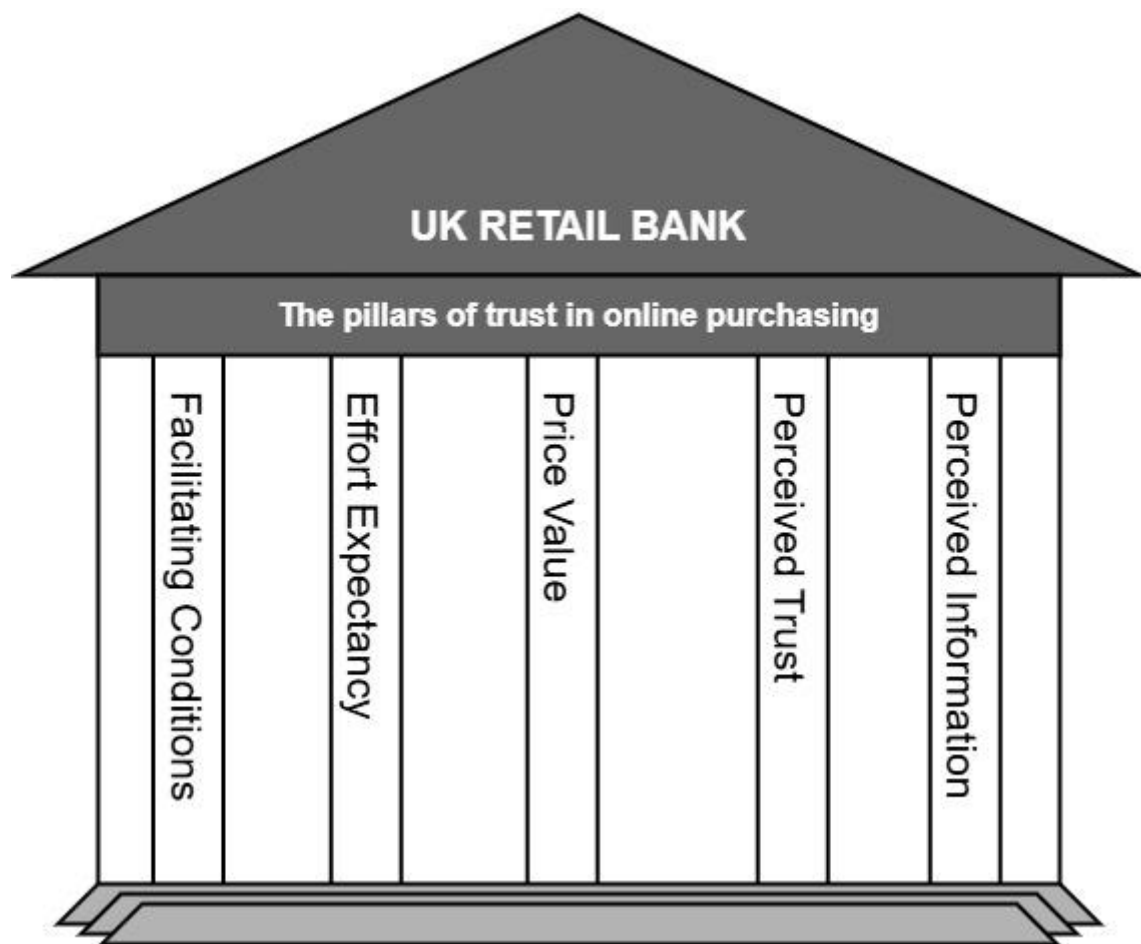 UK RETAIL BANK
The pillars of trust in online purchasing
Facilitating Conditions
Effort Expectancy
Price Value
Perceived Trust
Perceived Information